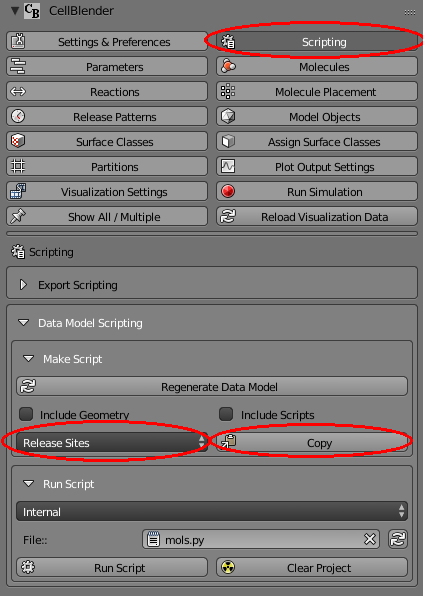 CB CellBlender
Settings & Preferences Scripting
Parameters Molecules
Reactions Molecule Placement
Release Patterns Model Objects
Surface Classes Assign Surface Classes
Partitions Plot Output Settings
Visualization Settings Run Simulation
Show All / Multiple Reload Visualization Data
Scripting
Export Scripting
Data Model Scripting
Make Script
Regenerate Data Model
Include Geometry Include Scripts
Release Sites Copy
Run Script
Internal
File:: mols.py
Run Script Clear Project